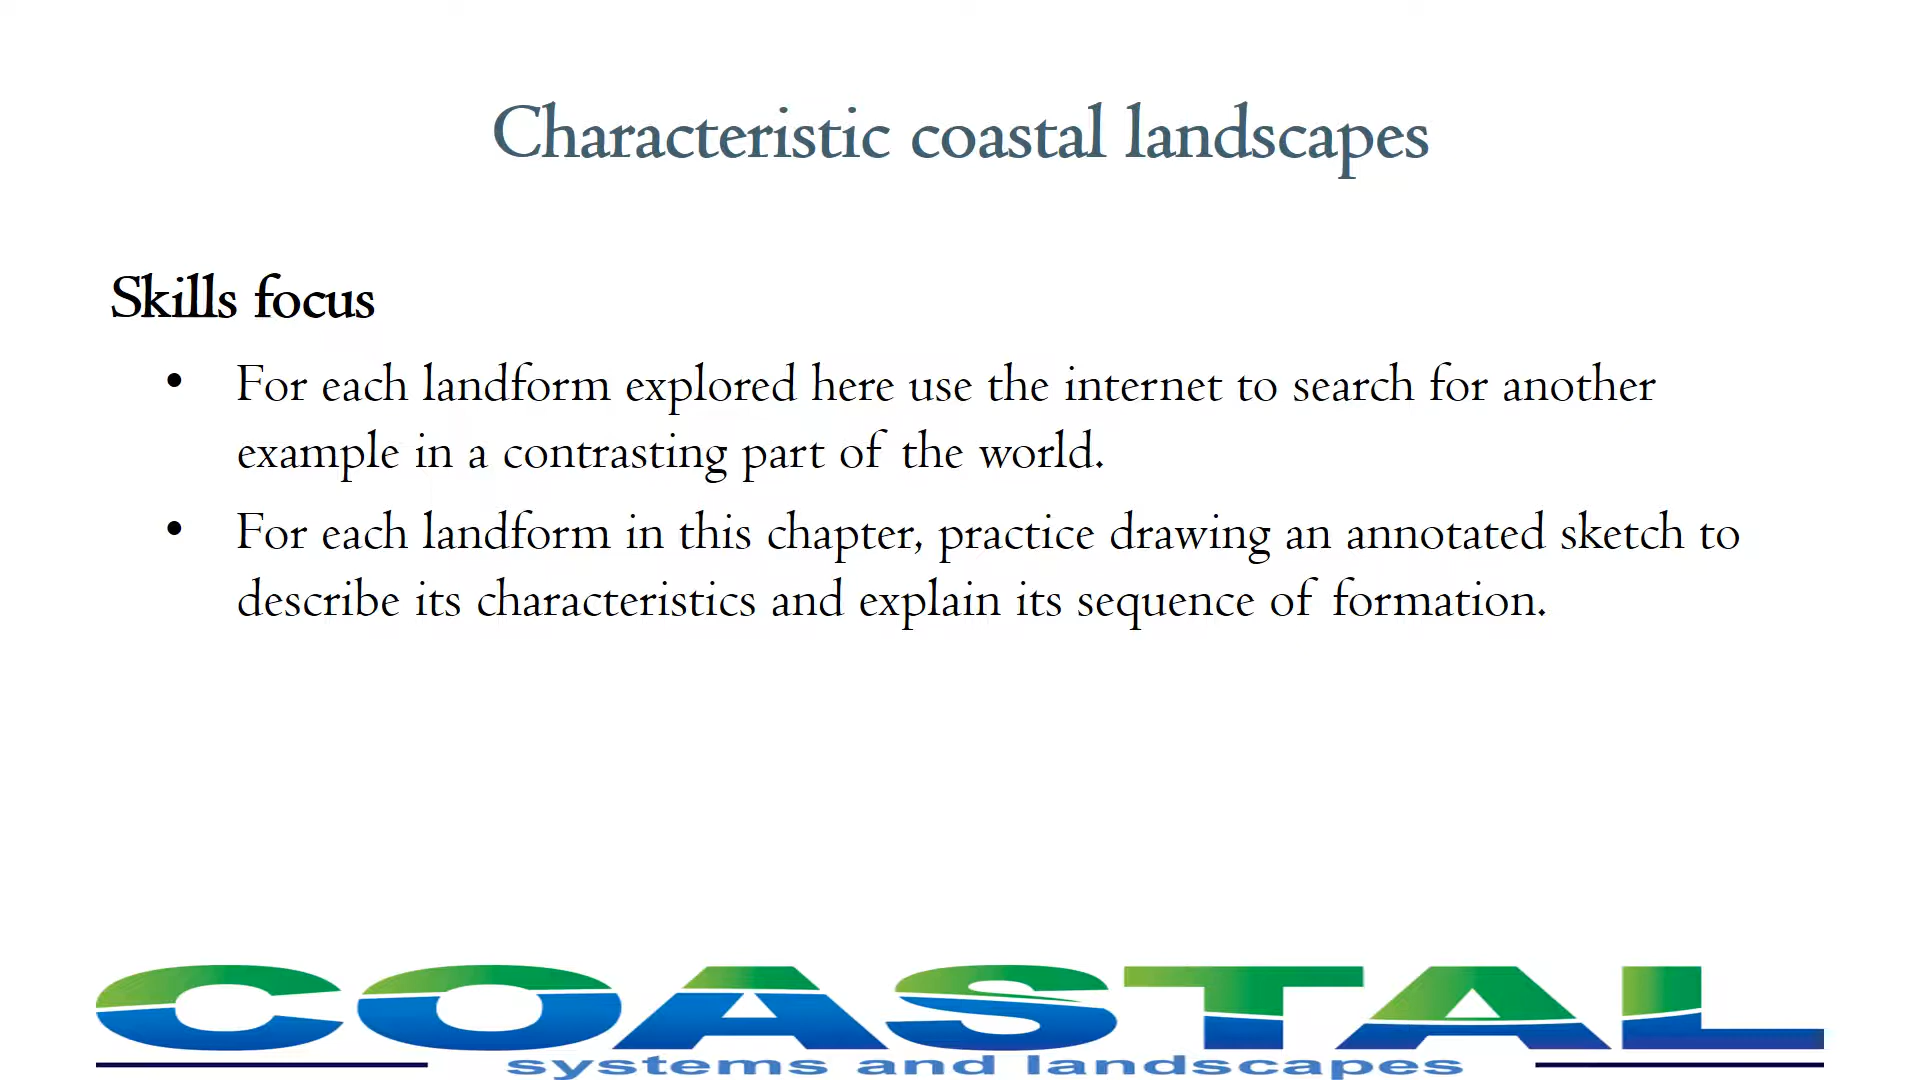 Characteristic coastal landscapes
Skills focus
• For each landform explored here use the internet to search for another
example in a contrasting part of the world.
• For each landform in this chapter, practice drawing an annotated sketch to
describe its characteristics and explain its sequence of formation.
COASTAL
systems and landscapes